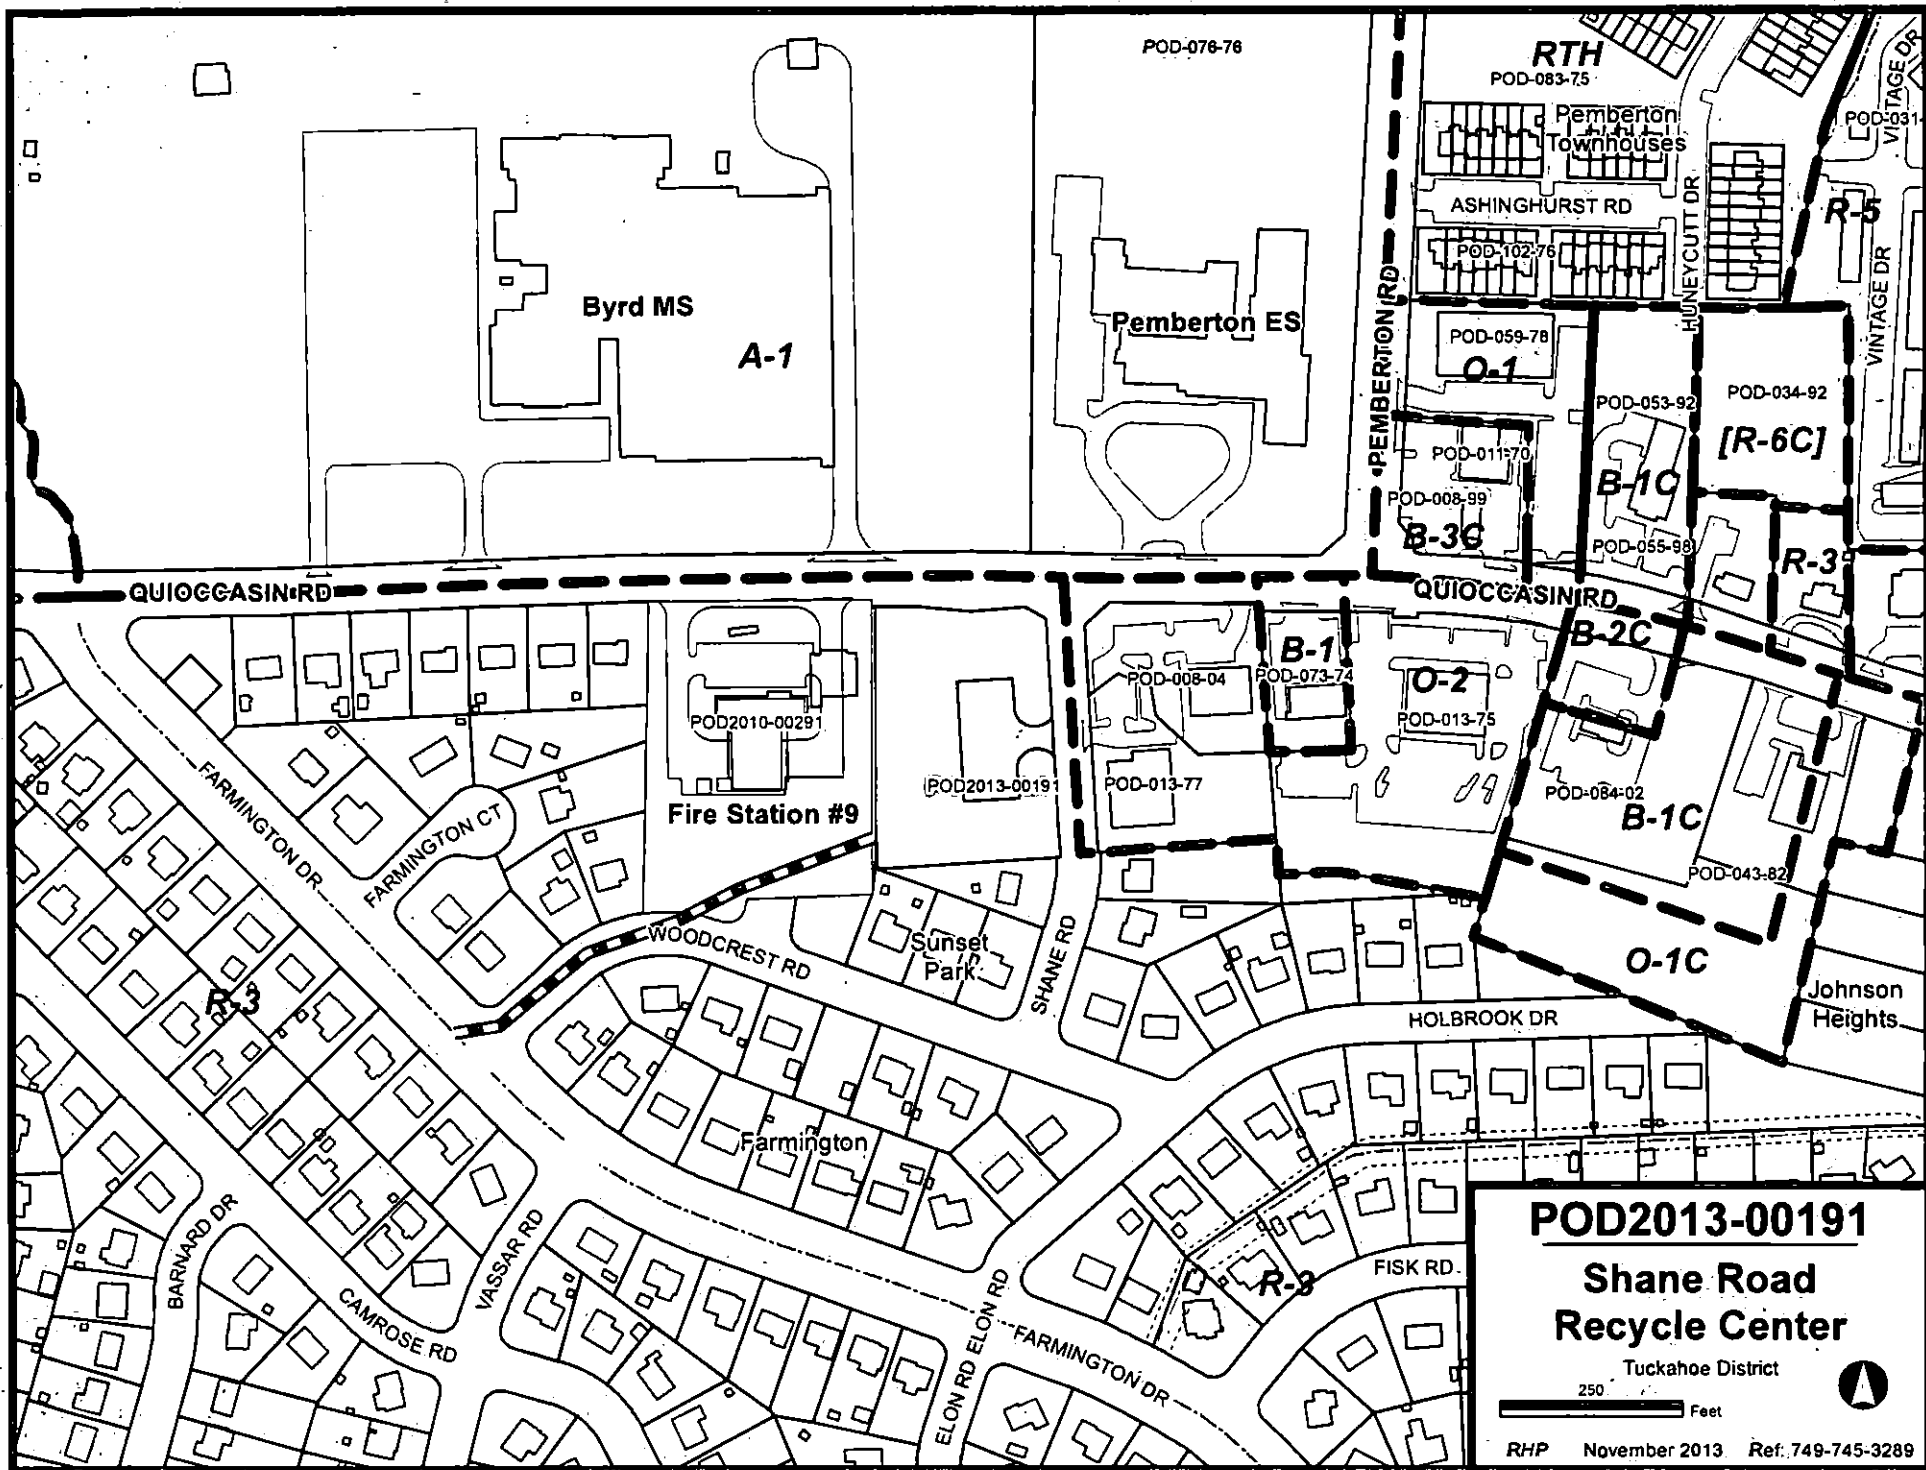 POD-076-76
RTH
POD-083-75
Pemberton
Townhouses
VINTAGE DR
POD-031-
ASHINGHURST RD
HUNEYCUTT DR
R-5
POD-102-76
VINTAGE DR
PEMBERTON RD
Byrd MS
A-1
Pemberton ES
POD-059-78
O-1
POD-053-92
POD-034-92
[R-6C]
POD-011-70
B-1C
POD-008-99
B-3C
POD-055-98
R-3
QUIOCCASIN RD
QUIOCCASIN RD
B-2C
B-1
POD-008-04
POD-073-74
O-2
POD-013-75
POD2010-00291
POD2013-00191
POD-013-77
POD-084-02
B-1C
Fire Station #9
FARMINGTON DR
FARMINGTON CT
POD-043-82
WOODCREST RD
Sunset
Park
SHANE RD
O-1C
Johnson
Heights
R-3
HOLBROOK DR
Farmington
BARNARD DR
VASSAR RD
CAMROSE RD
ELON RD
ELON RD
FARMINGTON DR
R-3
FISK RD
POD2013-00191
Shane Road
Recycle Center
Tuckahoe District
250
Feet
RHP November 2013 Ref: 749-745-3289